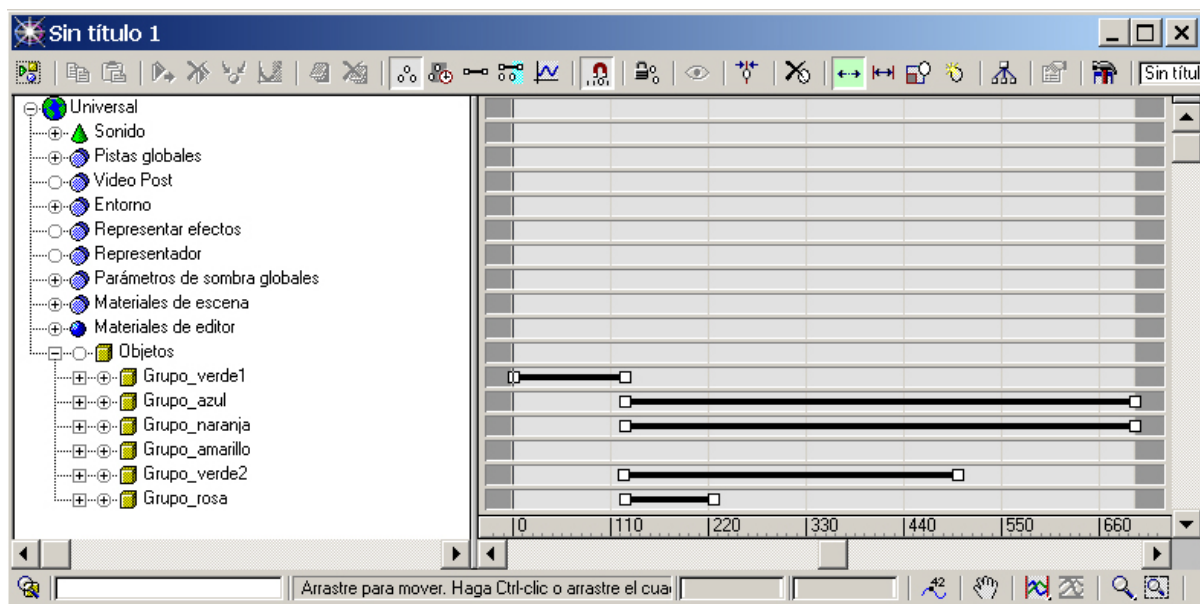 Sin título 1
Sin títul
Universal
Sonido
Pistas globales
Video Post
Entorno
Representar efectos
Representador
Parámetros de sombra globales
Materiales de escena
Materiales de editor
Objetos
Grupo_verde1
Grupo_azul
Grupo_naranja
Grupo_amarillo
Grupo_verde2
Grupo_rosa
0 110 220 330 440 550 660
Arrastre para mover. Haga Ctrl-clic o arrastre el cua
42